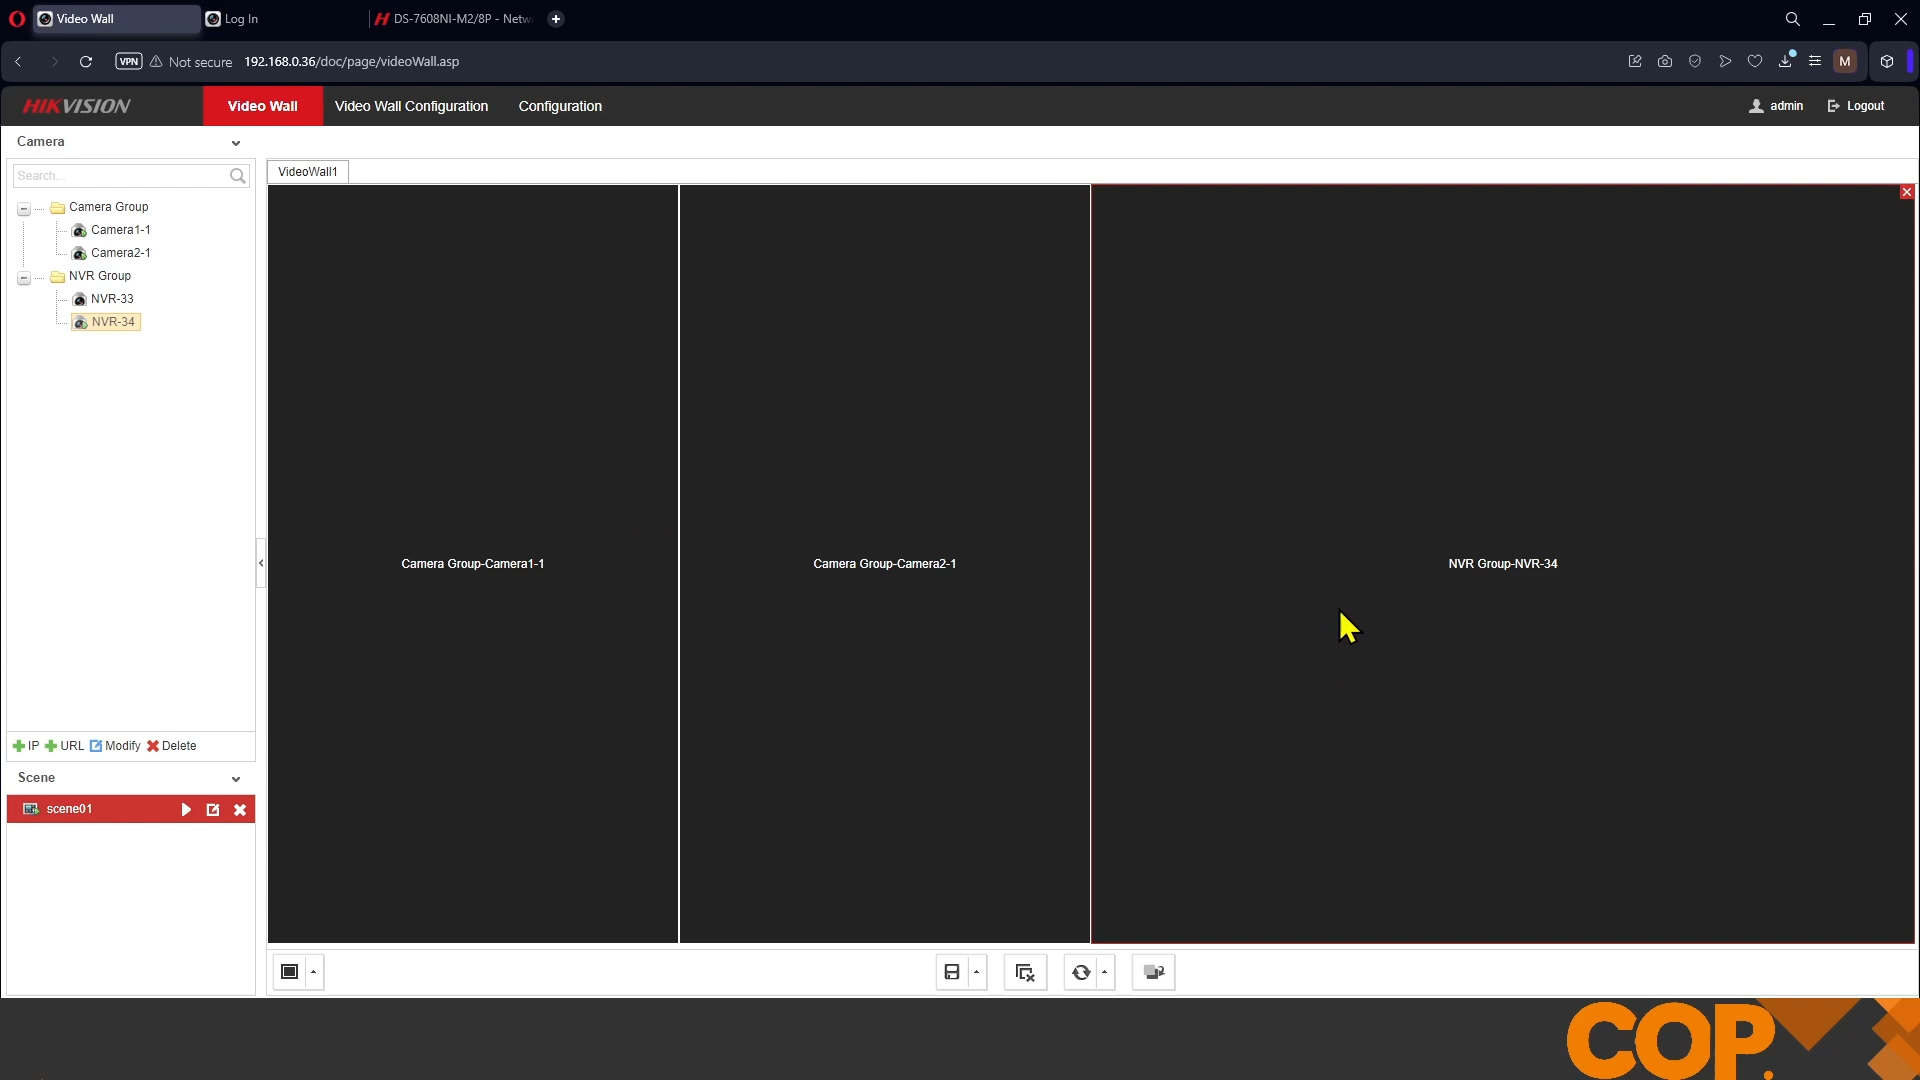 Video Wall
Log In
DS-7608NI-M2/8P - Netw
VPN
Not secure
192.168.0.36/doc/page/videoWall.asp
M
HIKVISION
Video Wall
Video Wall Configuration
Configuration
admin
Logout
Camera
Search...
VideoWall1
Camera Group
Camera1-1
Camera2-1
NVR Group
NVR-33
NVR-34
Camera Group-Camera1-1
Camera Group-Camera2-1
NVR Group-NVR-34
IP URL Modify Delete
Scene
scene01
COP.